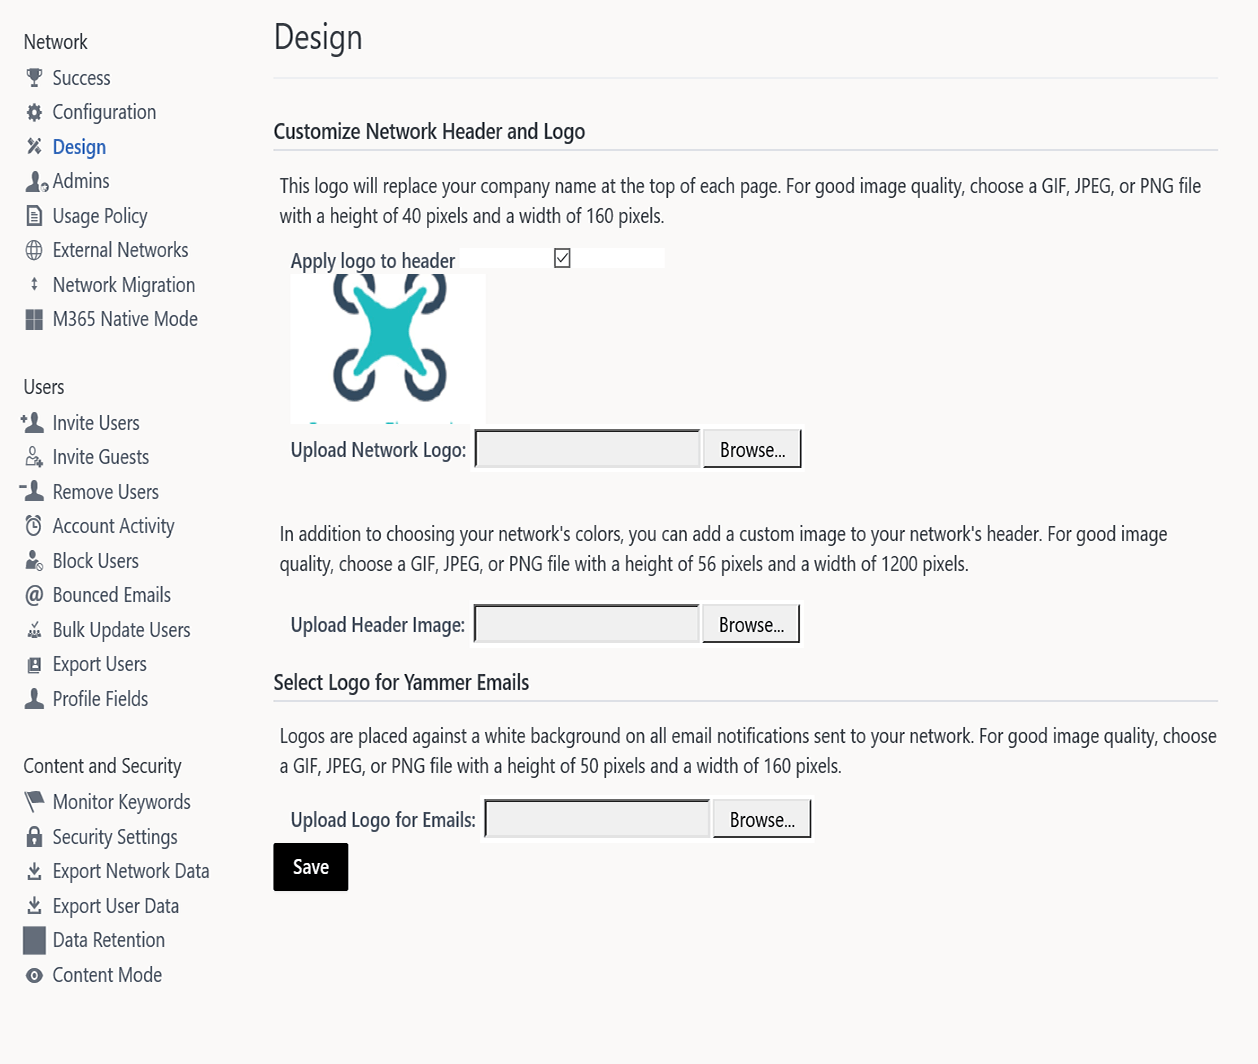 Network
Success
Configuration
Design
Admins
Usage Policy
External Networks
Network Migration
M365 Native Mode
Users
Invite Users
Invite Guests
Remove Users
Account Activity
Block Users
Bounced Emails
Bulk Update Users
Export Users
Profile Fields
Content and Security
Monitor Keywords
Security Settings
Export Network Data
Export User Data
Data Retention
Content Mode
Design
Customize Network Header and Logo
This logo will replace your company name at the top of each page. For good image quality, choose a GIF, JPEG, or PNG file
with a height of 40 pixels and a width of 160 pixels.
Apply logo to header
Upload Network Logo:
Browse...
In addition to choosing your network's colors, you can add a custom image to your network's header. For good image
quality, choose a GIF, JPEG, or PNG file with a height of 56 pixels and a width of 1200 pixels.
Upload Header Image:
Browse...
Select Logo for Yammer Emails
Logos are placed against a white background on all email notifications sent to your network. For good image quality, choose
a GIF, JPEG, or PNG file with a height of 50 pixels and a width of 160 pixels.
Upload Logo for Emails:
Browse...
Save